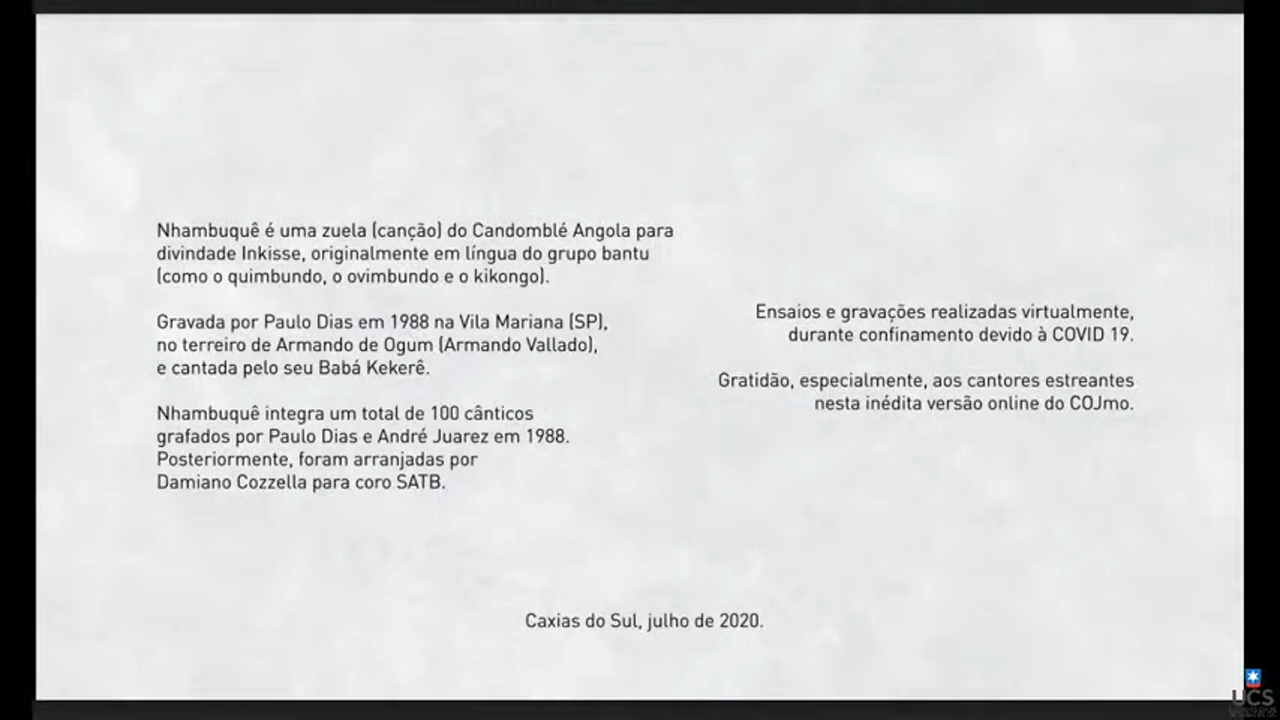 Nhambuquê é uma zuela (canção) do Candomblé Angola para
divindade Inkisse, originalmente em língua do grupo bantu
(como o quimbundo, o ovimbundo e o kikongo).
Gravada por Paulo Dias em 1988 na Vila Mariana (SP),
no terreiro de Armando de Ogum (Armando Vallado),
e cantada pelo seu Babá Kekerê.
Nhambuquê integra um total de 100 cânticos
grafados por Paulo Dias e André Juarez em 1988.
Posteriormente, foram arranjadas por
Damiano Cozzella para coro SATB.
Ensaios e gravações realizadas virtualmente,
durante confinamento devido à COVID 19.
Gratidão, especialmente, aos cantores estreantes
nesta inédita versão online do COJmo.
Caxias do Sul, julho de 2020.
UCS